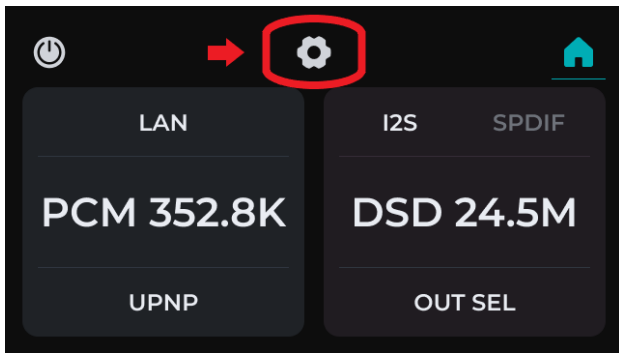 LAN
PCM 352.8K
UPNP
I2S SPDIF
DSD 24.5M
OUT SEL